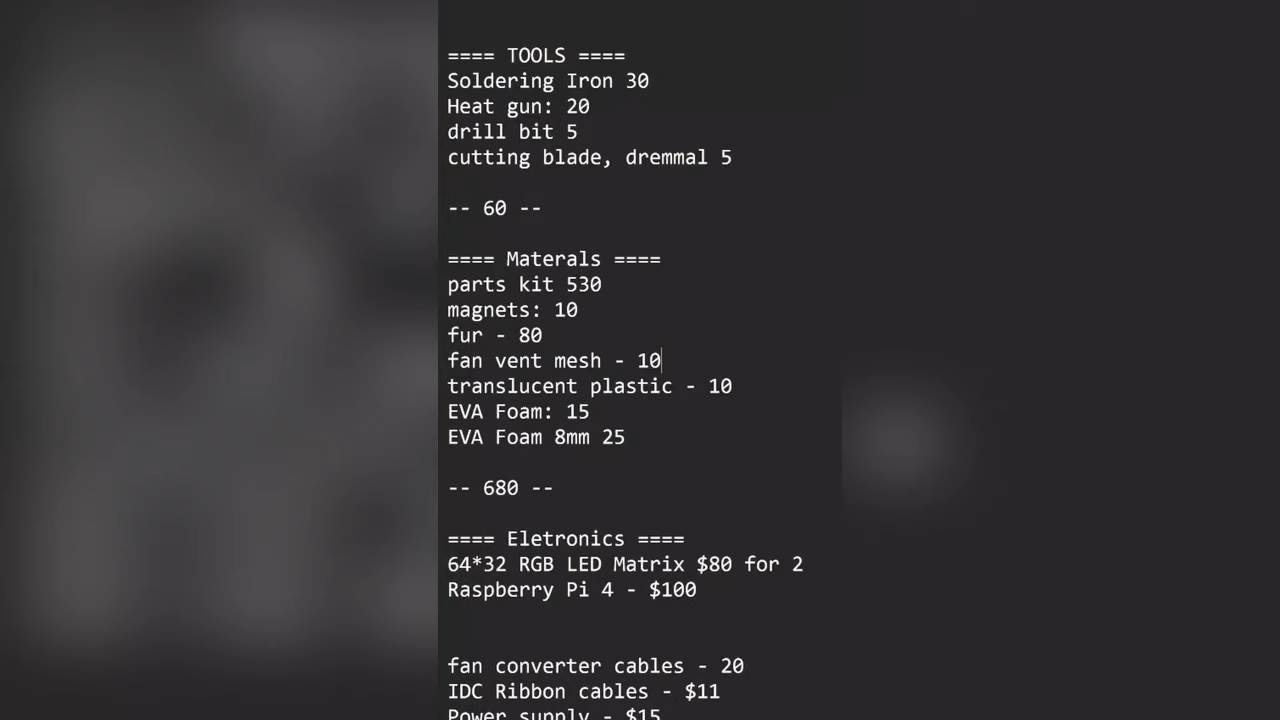 ==== TOOLS ====
Soldering Iron 30
Heat gun: 20
drill bit 5
cutting blade, dremmal 5
-- 60 --
==== Materals ====
parts kit 530
magnets: 10
fur - 80
fan vent mesh - 10
translucent plastic - 10
EVA Foam: 15
EVA Foam 8mm 25
-- 680 --
==== Eletronics ====
64*32 RGB LED Matrix $80 for 2
Raspberry Pi 4 - $100
fan converter cables - 20
IDC Ribbon cables - $11
Power supply - $15